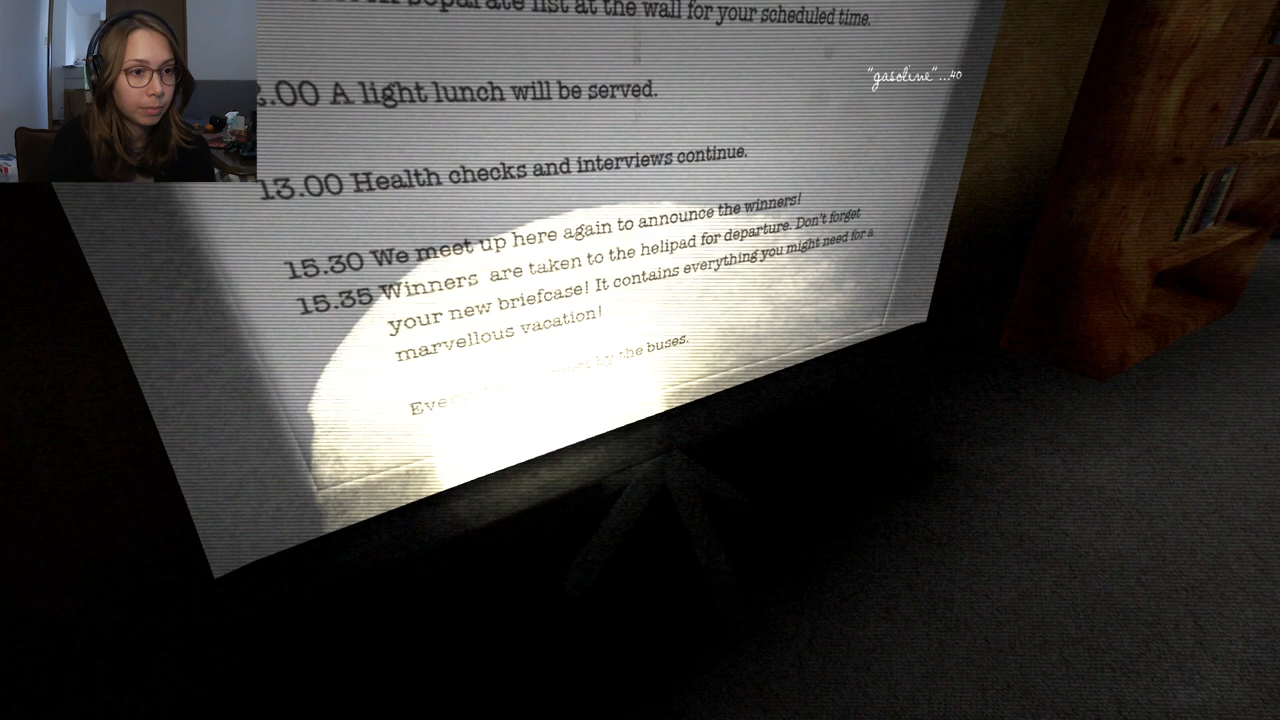 separate list at the wall for your scheduled time.
"gasoline"...40
.00 A light lunch will be served.
13.00 Health checks and interviews continue.
15.30 We meet up here again to announce the winners!
15.35 Winners are taken to the helipad for departure. Don't forget
your new briefcase! It contains everything you might need for a
marvellous vacation!
by the buses.